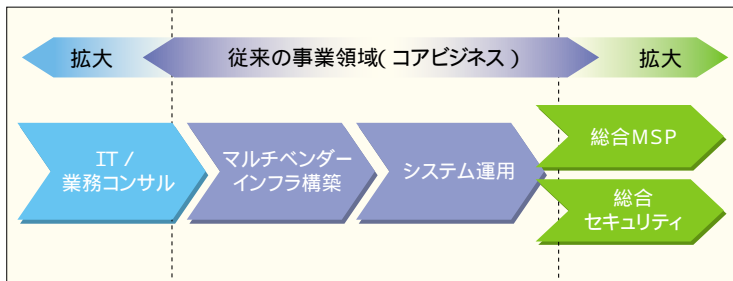 拡大
従来の事業領域(コアビジネス)
拡大
IT /
業務コンサル
マルチベンダー
インフラ構築
システム運用
総合MSP
総合
セキュリティ